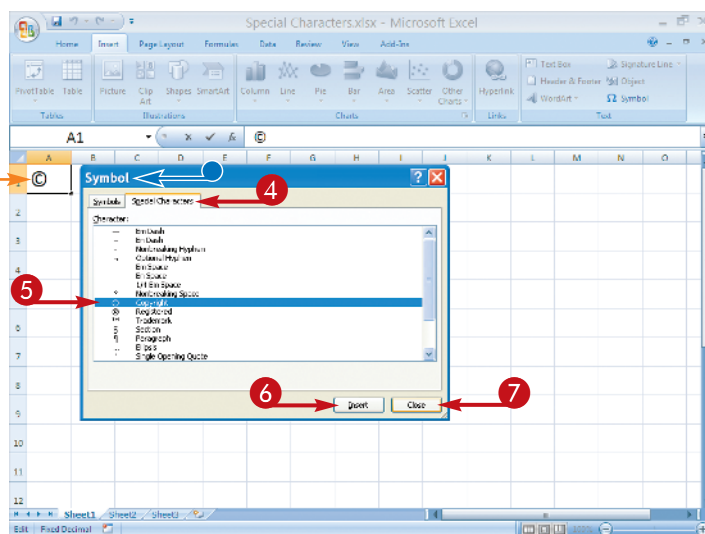 Special Characters.xlsx - Microsoft Excel
Home Insert Page Layout Formulas Data Review View Add-Ins
PivotTable Table Picture Clip Art Shapes SmartArt Column Line Pie Bar Area Scatter Other Charts Hyperlink Text Box Header & Footer WordArt Signature Line Object Ω Symbol
Tables Illustrations Charts Links Text
A1 fx ©
A B C D E F G H I J K L M N O
1 ©
Symbol
4
Symbols Special Characters
2
Character:
— Em Dash
– En Dash
3
- Nonbreaking Hyphen
¬ Optional Hyphen
Em Space
4
En Space
1/4 Em Space
° Nonbreaking Space
5
© Copyright
® Registered
™ Trademark
6
§ Section
¶ Paragraph
… Ellipsis
7
‘ Single Opening Quote
8
6
Insert Close
7
9
10
11
12
Sheet1 Sheet2 Sheet3
Edit Fixed Decimal 100%